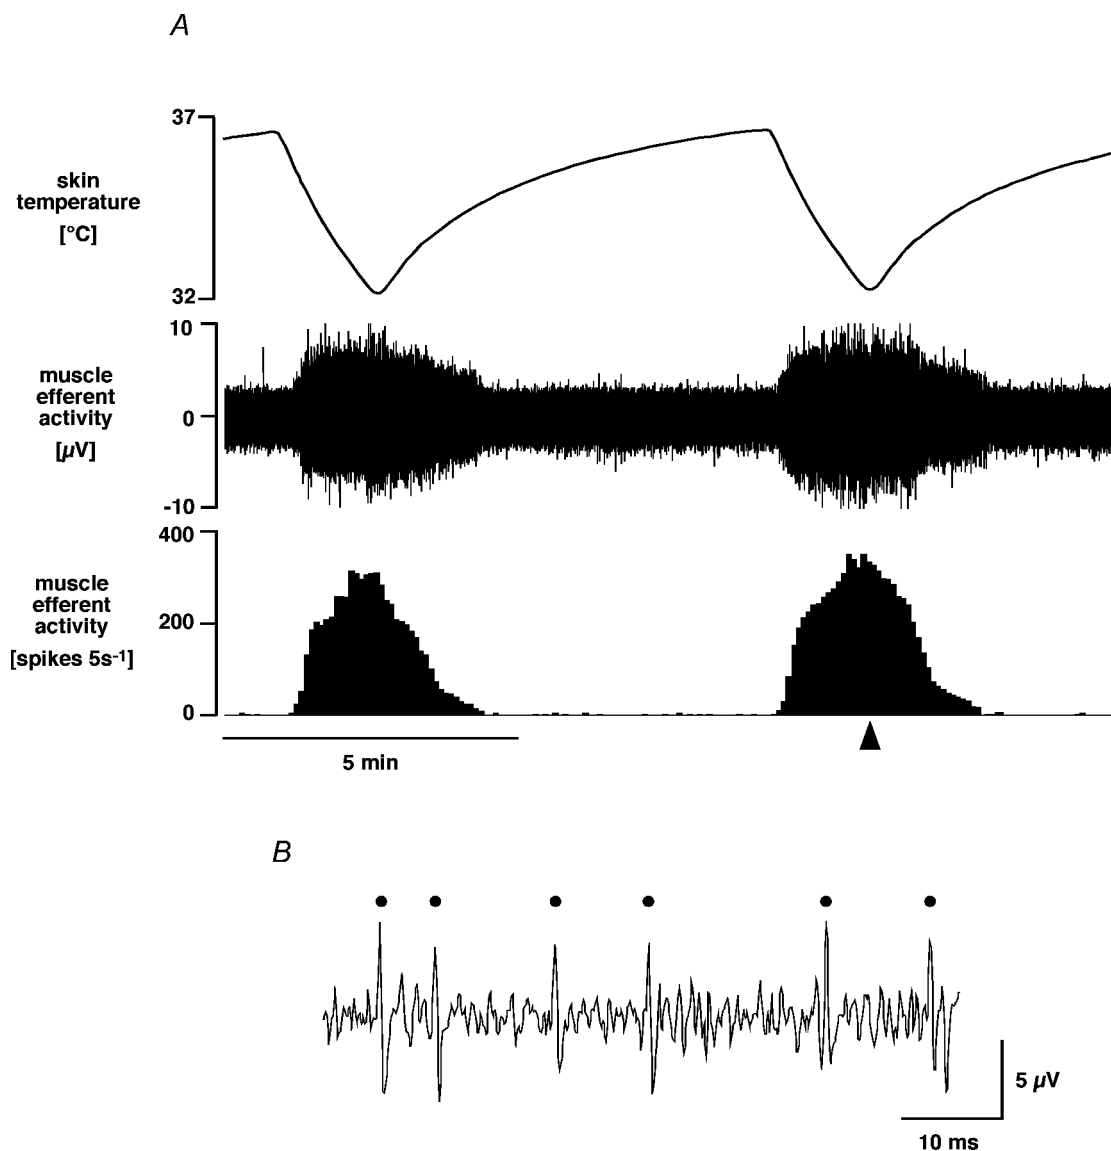 A
37
skin
temperature
[°C]
32
10
muscle
efferent
activity
[µV]
0
-10
400
muscle
efferent
activity
[spikes 5s-1]
200
0
5 min
B
5 µV
10 ms